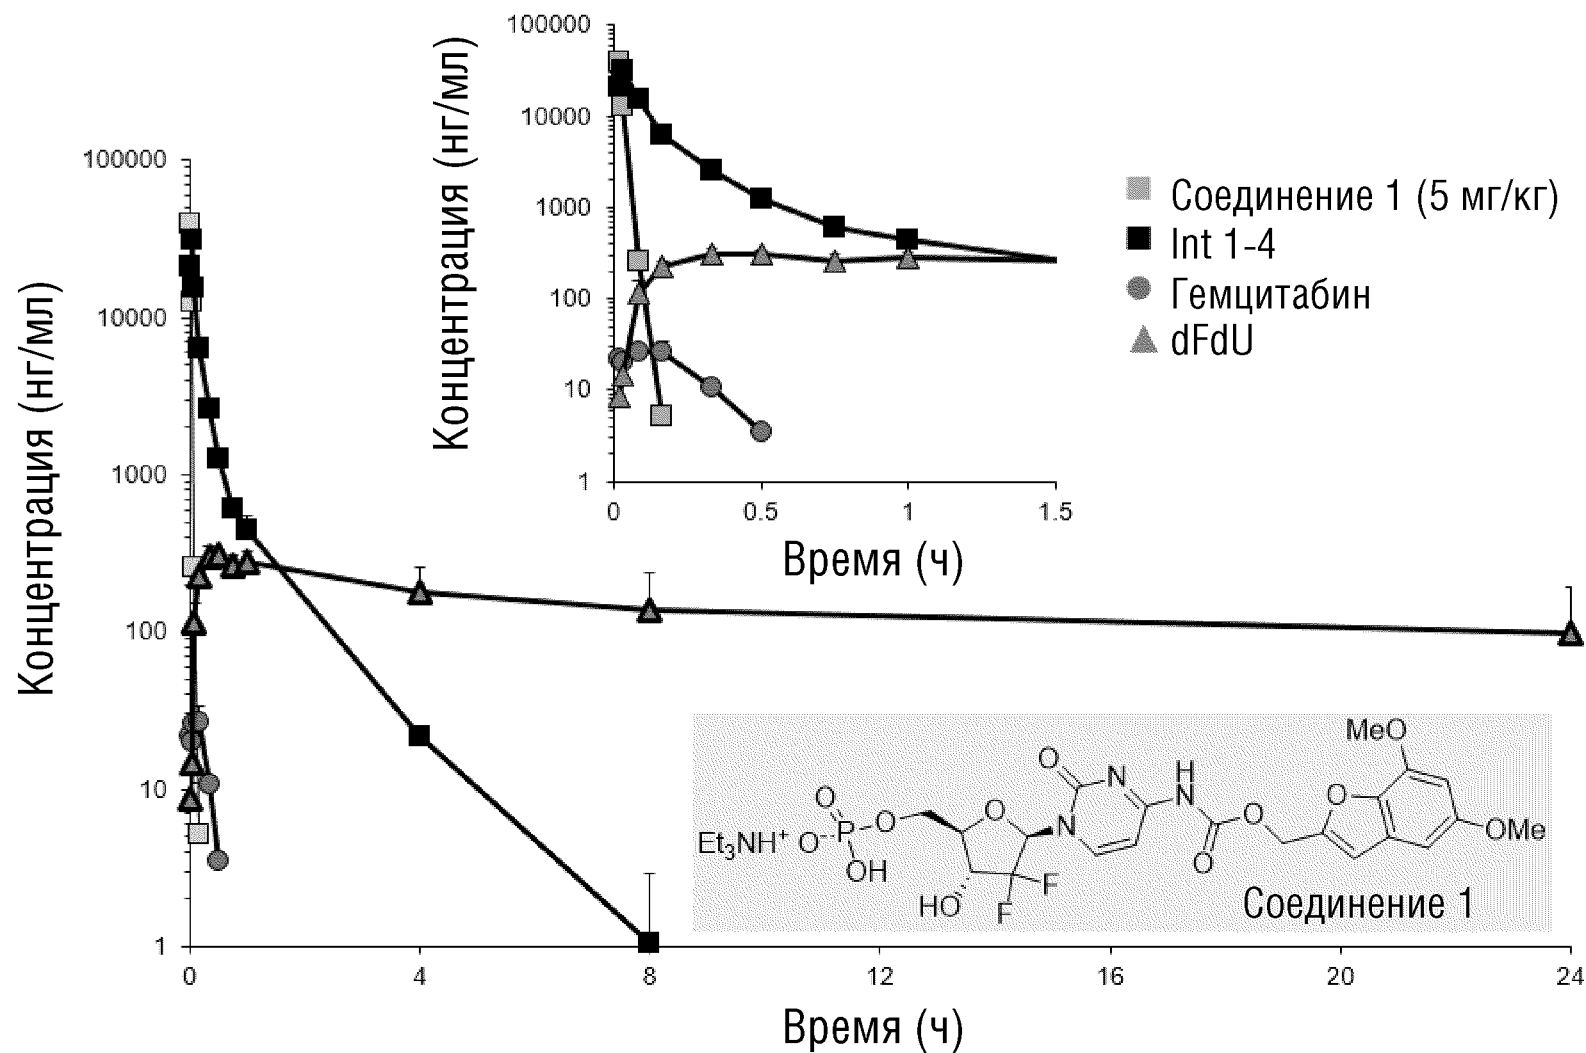 100000
10000
1000
100
10
1
0
0.5
1
1.5
Концентрация (нг/мл)
Время (ч)
Соединение 1 (5 мг/кг)
Int 1-4
Гемцитабин
dFdU
100000
10000
1000
100
10
1
0
4
8
12
16
20
24
Концентрация (нг/мл)
Время (ч)
MeO
O
N
H
N
O
O
O
O
O
O
N
O
OMe
Et₃NH⁺ O
P
OH
F
HO
F
Соединение 1